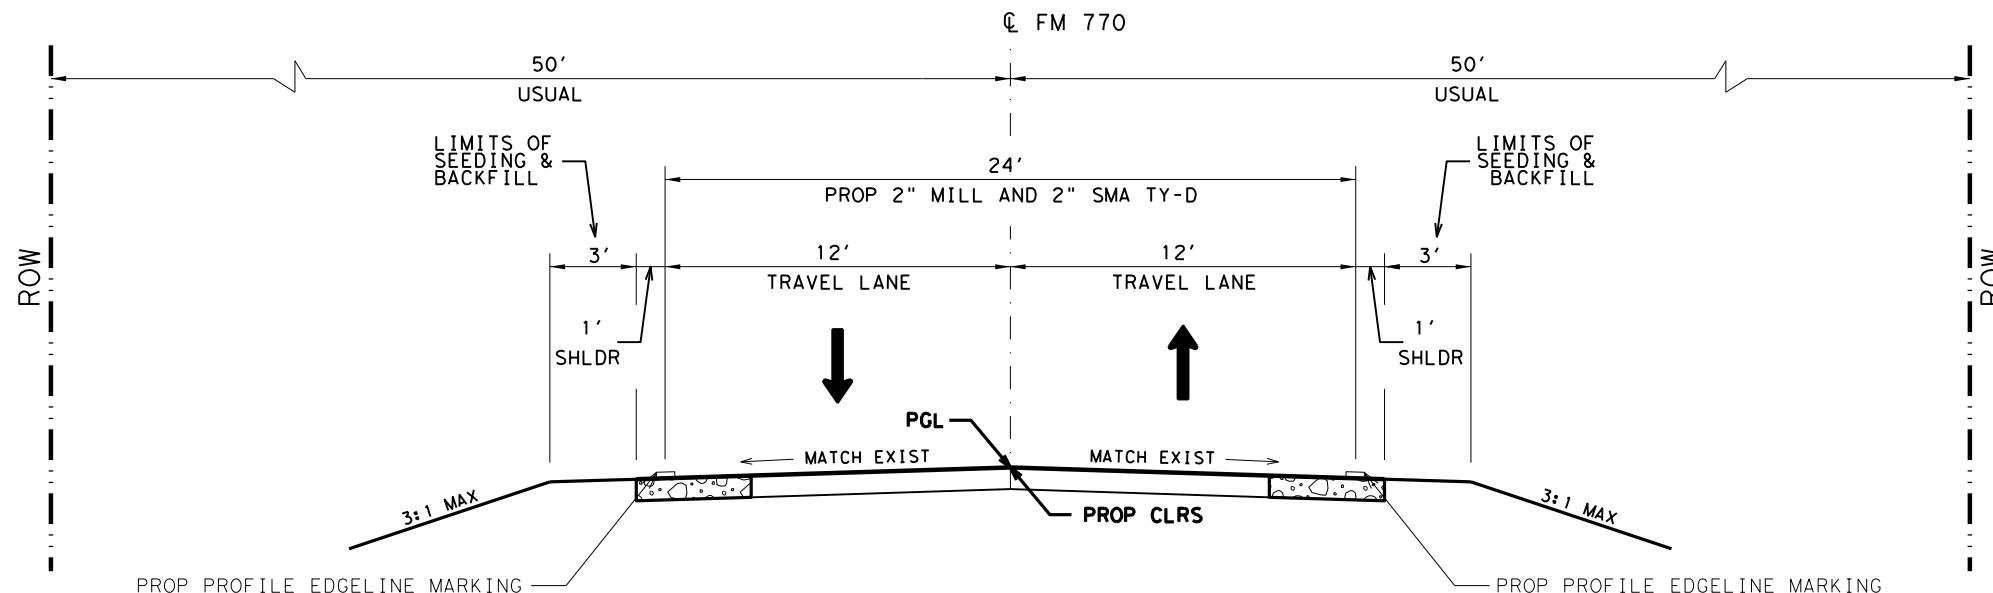 ℄ FM 770
50'
USUAL
50'
USUAL
LIMITS OF
SEEDING &
BACKFILL
LIMITS OF
SEEDING &
BACKFILL
24'
PROP 2" MILL AND 2" SMA TY-D
3'
12'
TRAVEL LANE
12'
TRAVEL LANE
3'
ROW
ROW
1'
SHLDR
1'
SHLDR
PGL
MATCH EXIST
MATCH EXIST
3:1 MAX
3:1 MAX
PROP CLRS
PROP PROFILE EDGELINE MARKING
PROP PROFILE EDGELINE MARKING